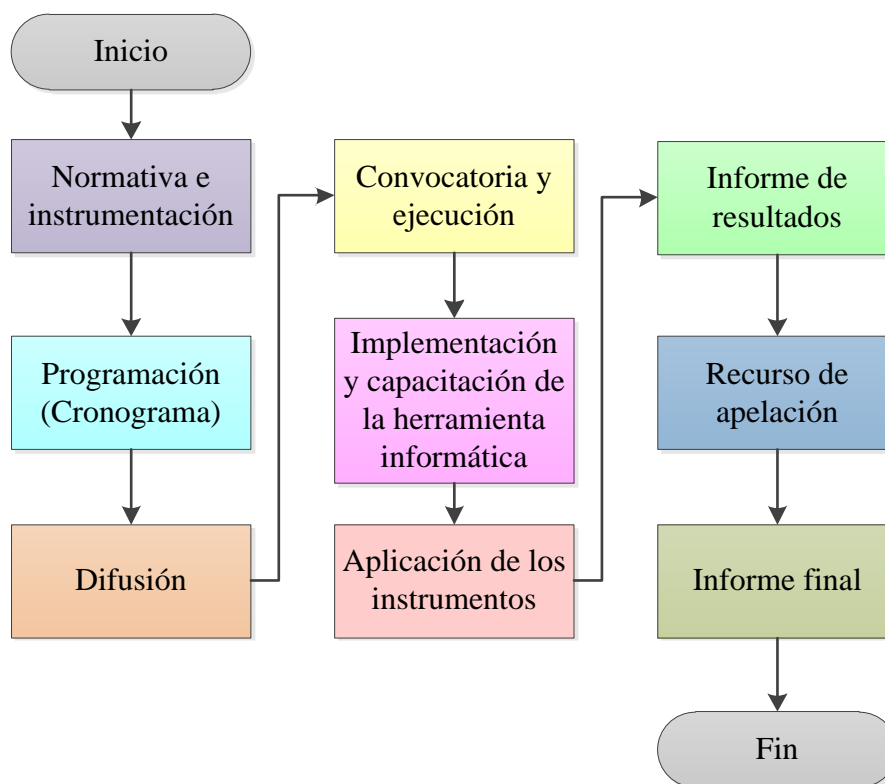 Inicio
Normativa e
instrumentación
Programación
(Cronograma)
Difusión
Convocatoria y
ejecución
Implementación
y capacitación de
la herramienta
informática
Aplicación de los
instrumentos
Informe de
resultados
Recurso de
apelación
Informe final
Fin